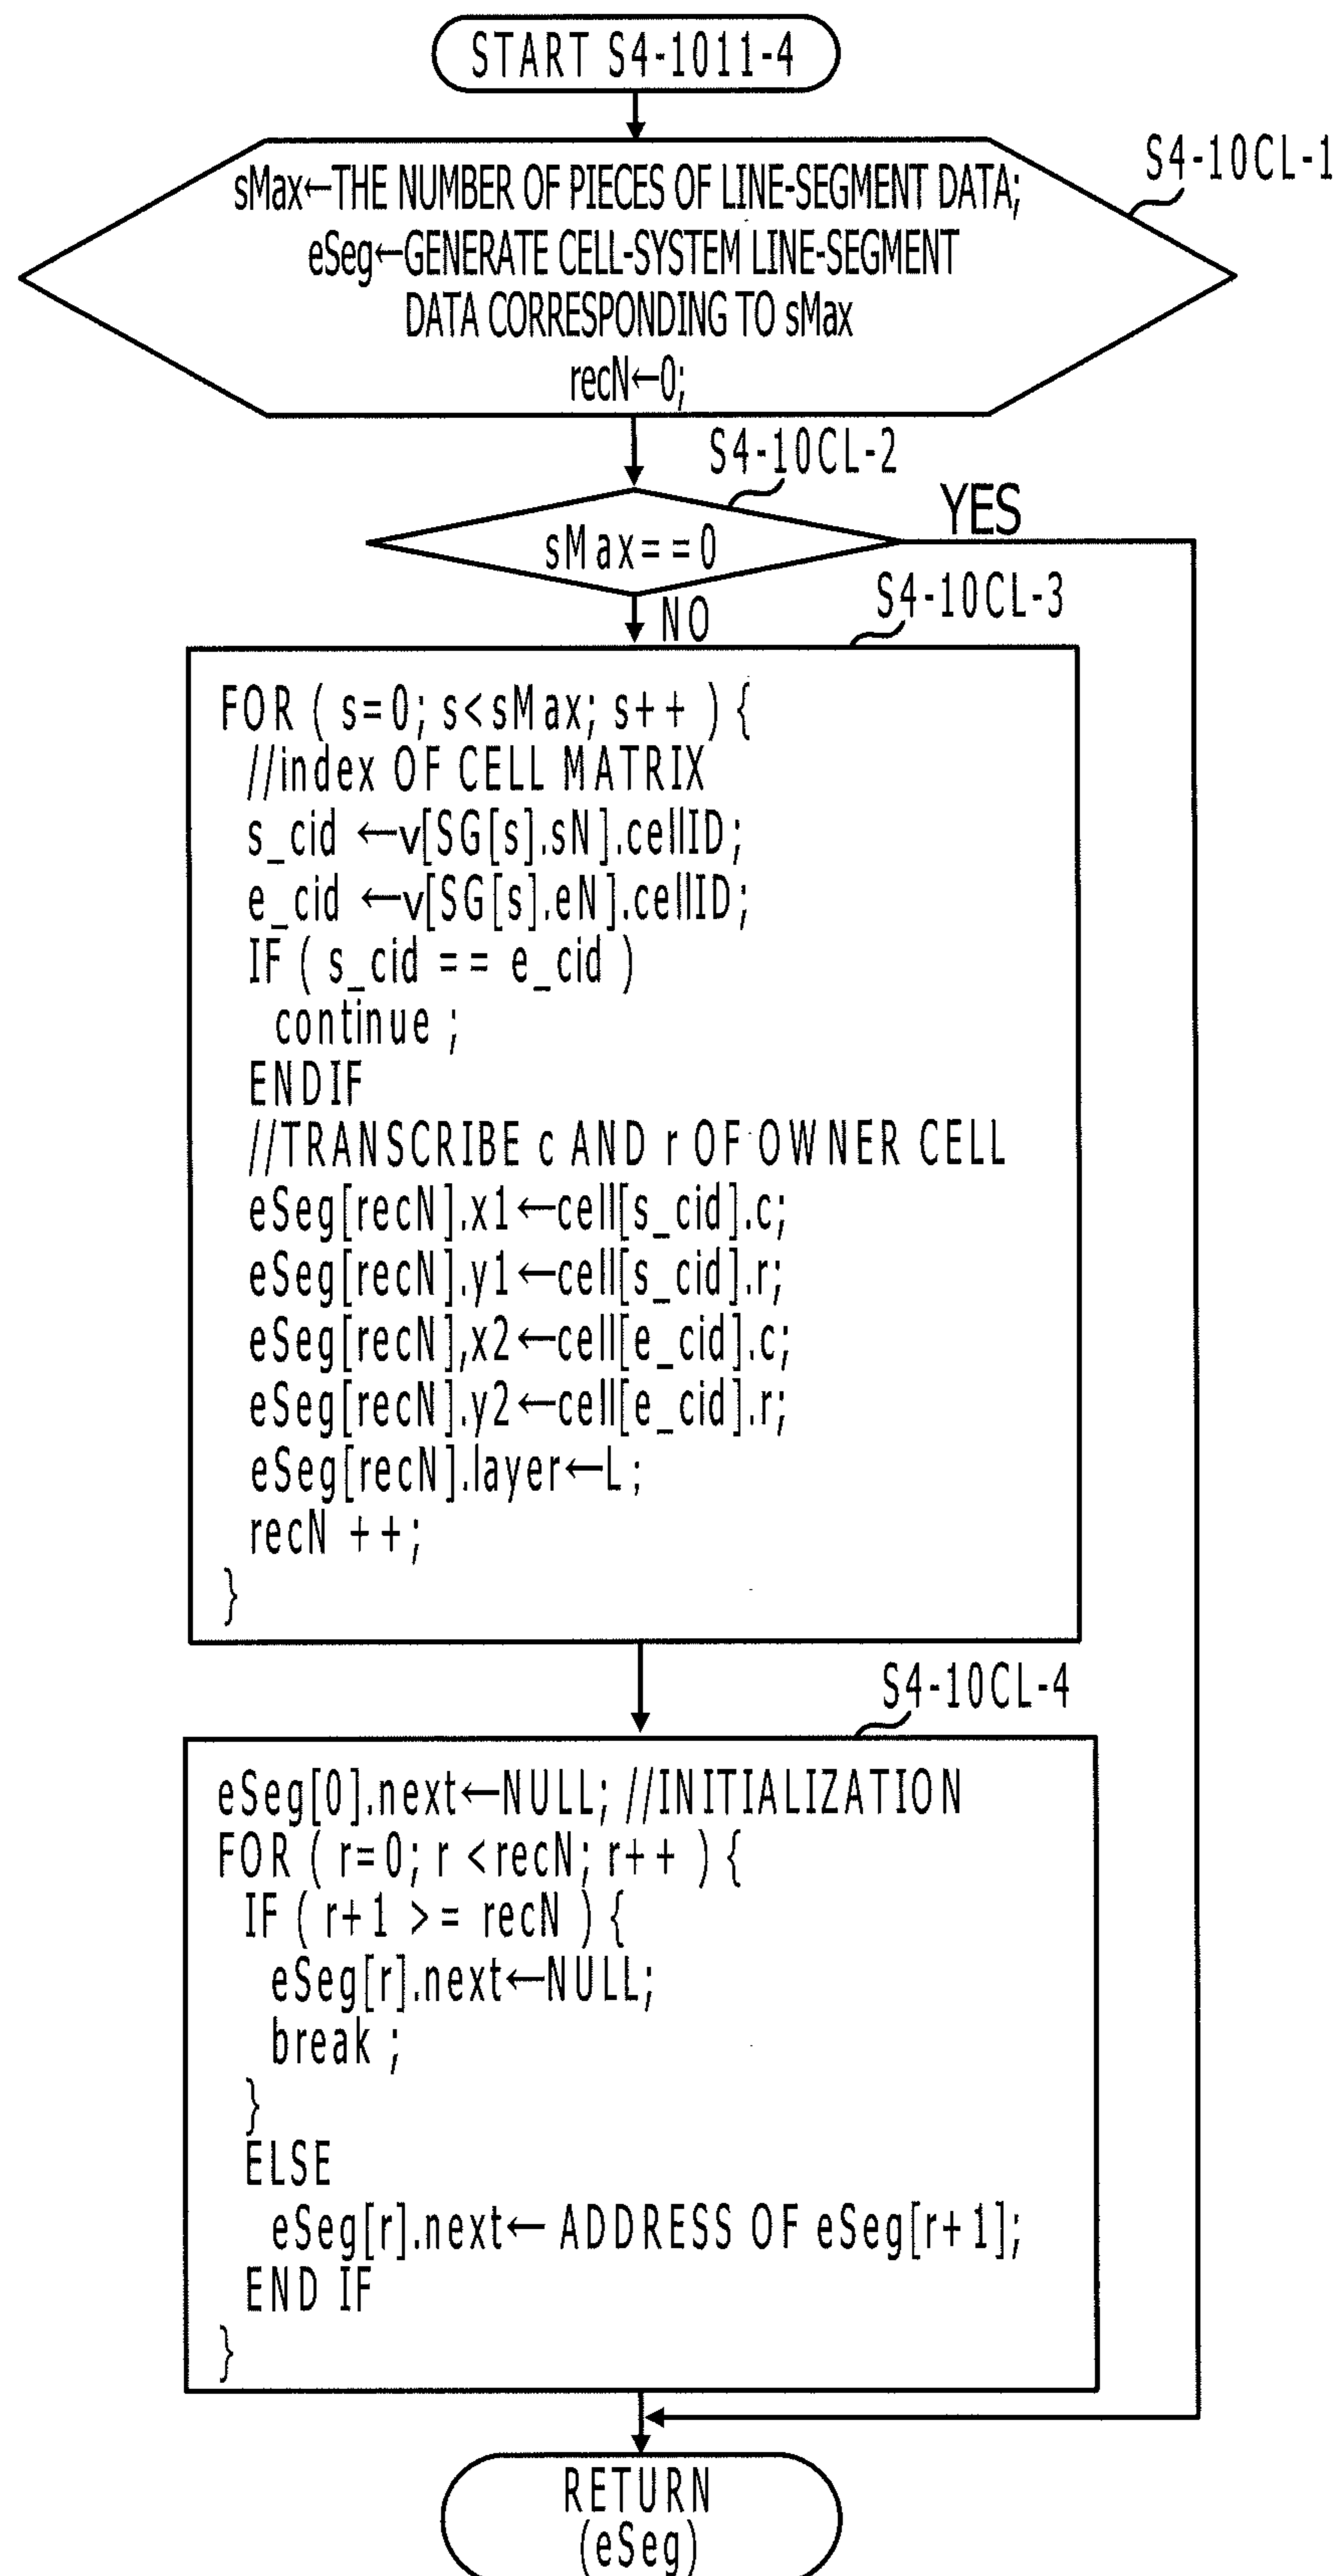 START S4-1011-4
S4-10CL-1
sMax←THE NUMBER OF PIECES OF LINE-SEGMENT DATA;
eSeg←GENERATE CELL-SYSTEM LINE-SEGMENT
DATA CORRESPONDING TO sMax
recN←0;
S4-10CL-2
sMax==0
YES
NO
S4-10CL-3
FOR ( s=0; s<sMax; s++ ) {
//index OF CELL MATRIX
s_cid ←v[SG[s].sN].cellID;
e_cid ←v[SG[s].eN].cellID;
IF ( s_cid == e_cid )
continue ;
ENDIF
//TRANSCRIBE c AND r OF OWNER CELL
eSeg[recN].x1←cell[s_cid].c;
eSeg[recN].y1←cell[s_cid].r;
eSeg[recN],x2←cell[e_cid].c;
eSeg[recN].y2←cell[e_cid].r;
eSeg[recN].layer←L ;
recN ++;
}
S4-10CL-4
eSeg[0].next←NULL; //INITIALIZATION
FOR ( r=0; r <recN; r++ ) {
IF ( r+1 >= recN ) {
eSeg[r].next←NULL;
break ;
}
ELSE
eSeg[r].next← ADDRESS OF eSeg[r+1];
END IF
}
RETURN
(eSeg)